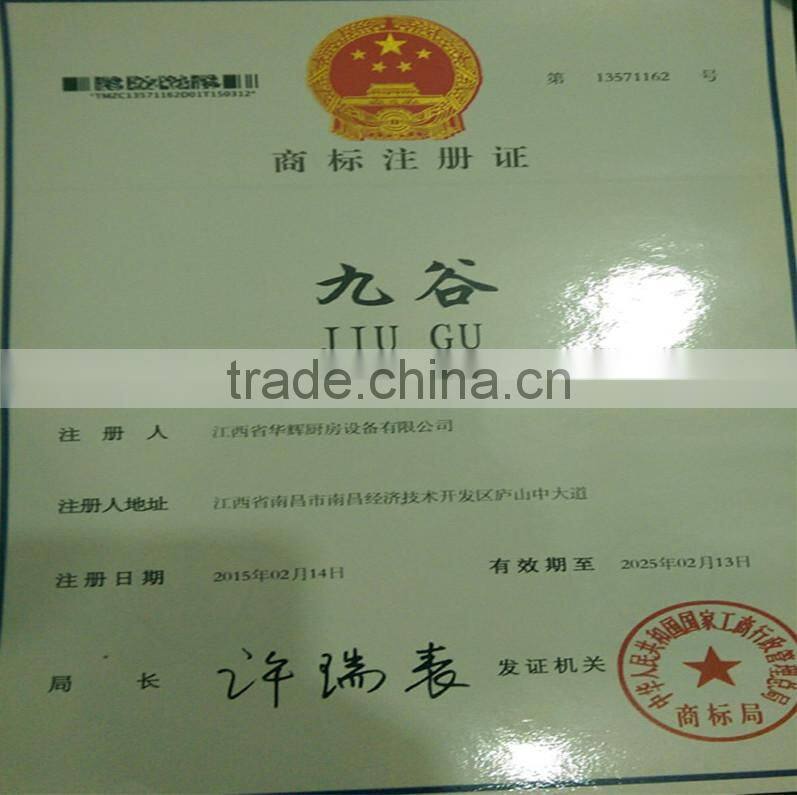 第 13571162 号
*TMZC13571162D01T150312*
商标注册证
九谷
JIU GU
trade.china.cn
注册人 江西省华辉厨房设备有限公司
注册人地址 江西省南昌市南昌经济技术开发区庐山中大道
注册日期 2015年02月14日 有效期至 2025年02月13日
局长 许瑞表 发证机关
中华人民共和国国家工商行政管理总局
商标局